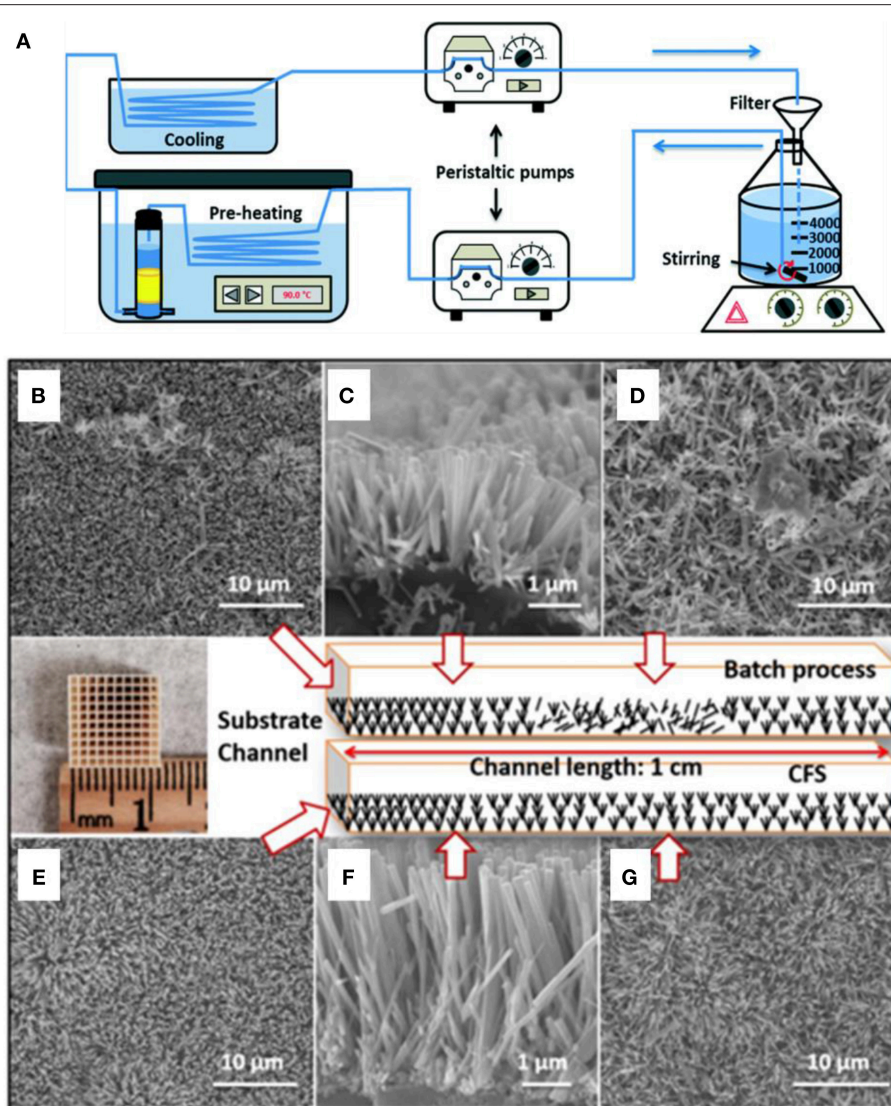 A
Cooling
Peristaltic pumps
Filter
Pre-heating
90.0 °C
Stirring
4000
3000
2000
1000
B
10 µm
C
1 µm
D
10 µm
Substrate
Channel
Batch process
Channel length: 1 cm
CFS
mm 1
E
10 µm
F
1 µm
G
10 µm